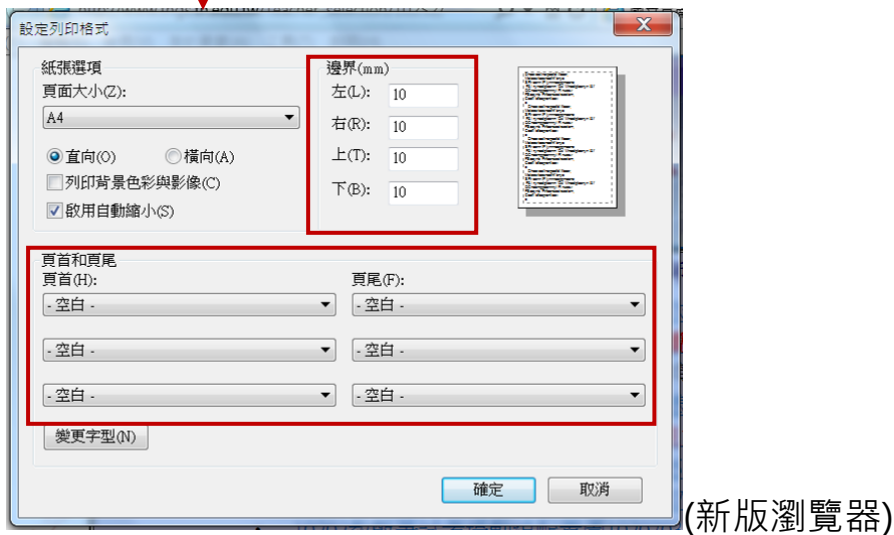 設定列印格式
紙張選項
頁面大小(Z):
A4
直向(O) 橫向(A)
列印背景色彩與影像(C)
啟用自動縮小(S)
邊界(mm)
左(L): 10
右(R): 10
上(T): 10
下(B): 10
頁首和頁尾
頁首(H): 頁尾(F):
- 空白 - - 空白 -
- 空白 - - 空白 -
- 空白 - - 空白 -
變更字型(N)
確定 取消
(新版瀏覽器)